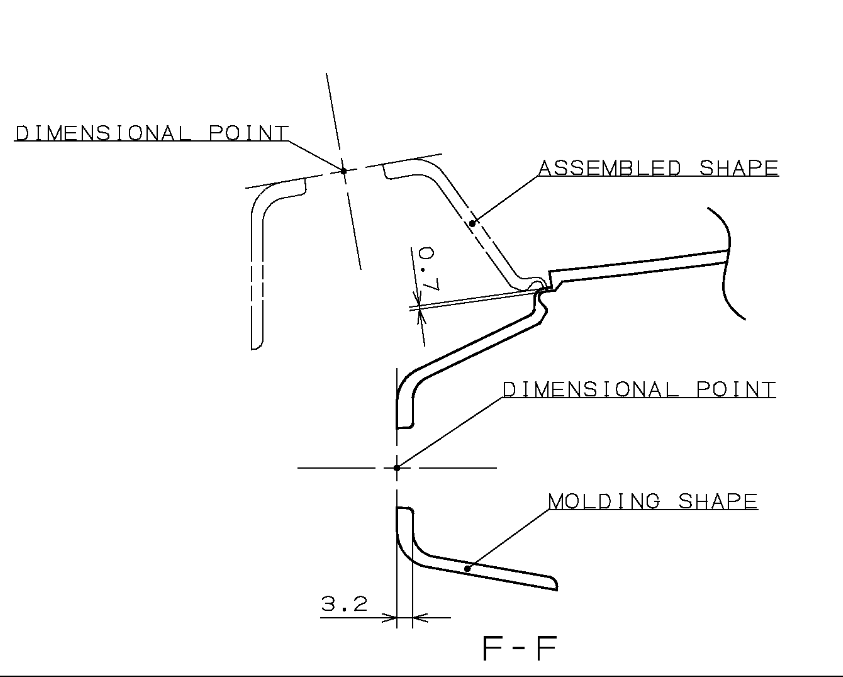 DIMENSIONAL POINT
ASSEMBLED SHAPE
0.7
DIMENSIONAL POINT
MOLDING SHAPE
3.2
F-F